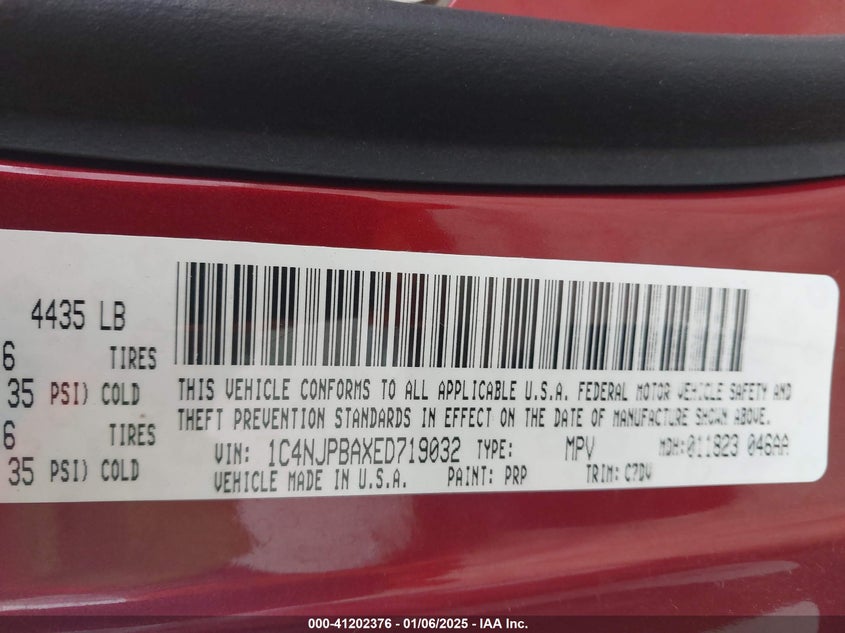 4435 LB
6 TIRES
35 PSI) COLD
6 TIRES
35 PSI) COLD
THIS VEHICLE CONFORMS TO ALL APPLICABLE U.S.A. FEDERAL MOTOR VEHICLE SAFETY AND
THEFT PREVENTION STANDARDS IN EFFECT ON THE DATE OF MANUFACTURE SHOWN ABOVE.
VIN: 1C4NJPBAXED719032 TYPE: MPV MDH:011823 046AA
VEHICLE MADE IN U.S.A. PAINT: PRP TRIM: C7DV
000-41202376 - 01/06/2025 - IAA Inc.